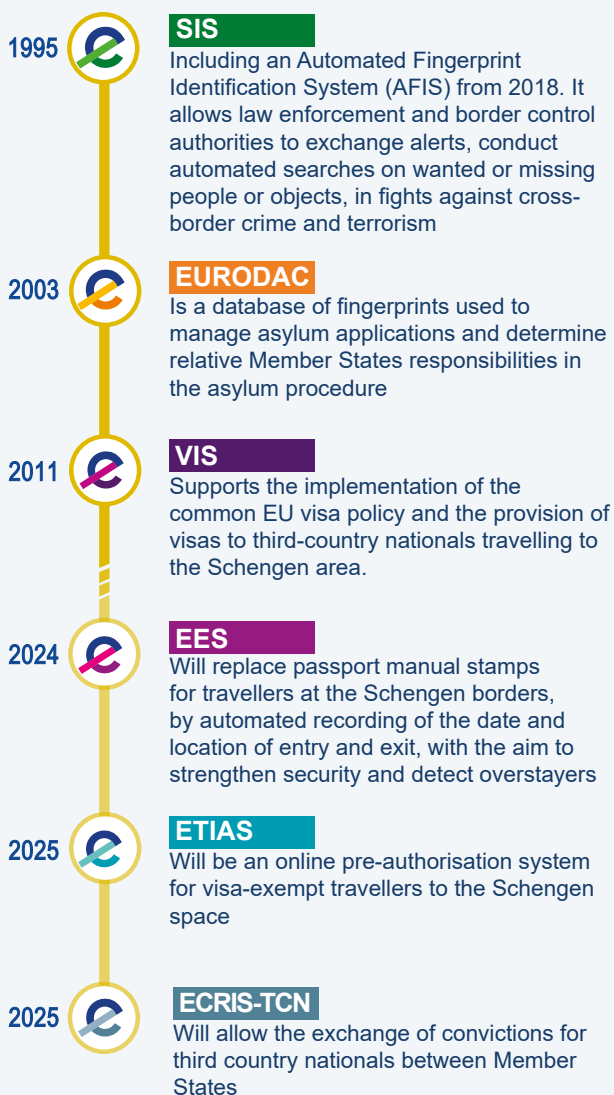 1995
SIS
Including an Automated Fingerprint
Identification System (AFIS) from 2018. It
allows law enforcement and border control
authorities to exchange alerts, conduct
automated searches on wanted or missing
people or objects, in fights against cross-
border crime and terrorism
2003
EURODAC
Is a database of fingerprints used to
manage asylum applications and determine
relative Member States responsibilities in
the asylum procedure
2011
VIS
Supports the implementation of the
common EU visa policy and the provision of
visas to third-country nationals travelling to
the Schengen area.
2024
EES
Will replace passport manual stamps
for travellers at the Schengen borders,
by automated recording of the date and
location of entry and exit, with the aim to
strengthen security and detect overstayers
2025
ETIAS
Will be an online pre-authorisation system
for visa-exempt travellers to the Schengen
space
2025
ECRIS-TCN
Will allow the exchange of convictions for
third country nationals between Member
States